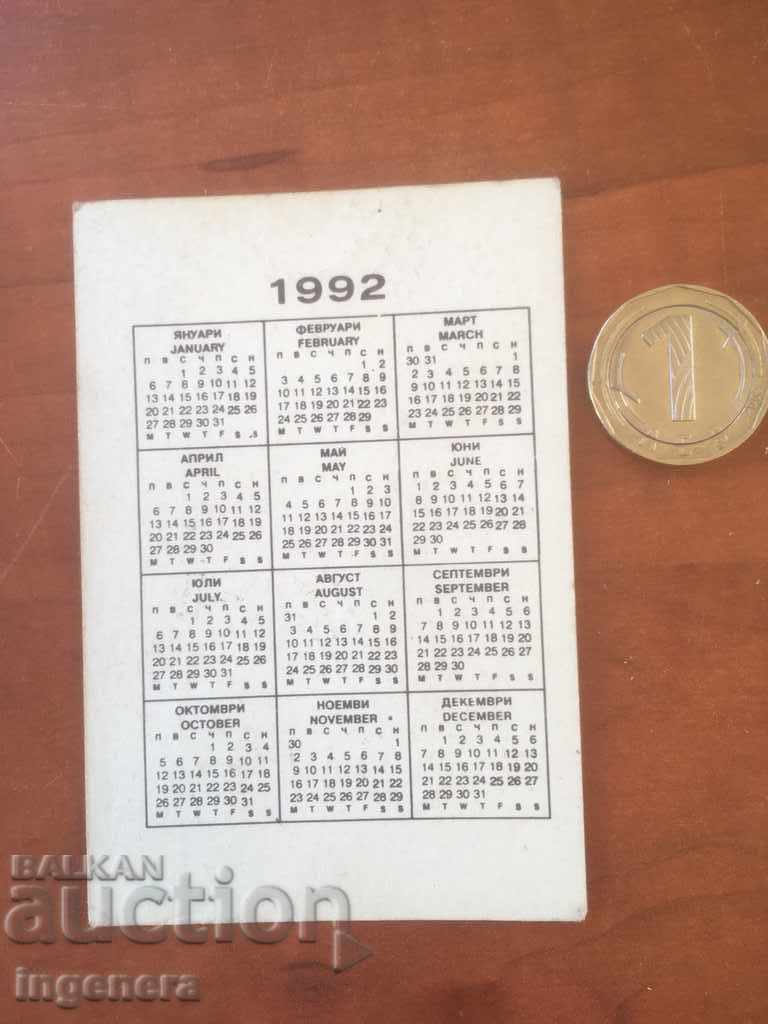 1992
ЯНУАРИ
JANUARY
П В С Ч П С Н
1 2 3 4 5
6 7 8 9 10 11 12
13 14 15 16 17 18 19
20 21 22 23 24 25 26
27 28 29 30 31
M T W T F S S
ФЕВРУАРИ
FEBRUARY
П В С Ч П С Н
1 2
3 4 5 6 7 8 9
10 11 12 13 14 15 16
17 18 19 20 21 22 23
24 25 26 27 28 29
M T W T F S S
МАРТ
MARCH
П В С Ч П С Н
30 31 1
2 3 4 5 6 7 8
9 10 11 12 13 14 15
16 17 18 19 20 21 22
23 24 25 26 27 28 29
M T W T F S S
АПРИЛ
APRIL
П В С Ч П С Н
1 2 3 4 5
6 7 8 9 10 11 12
13 14 15 16 17 18 19
20 21 22 23 24 25 26
27 28 29 30
M T W T F S S
МАЙ
MAY
П В С Ч П С Н
1 2 3
4 5 6 7 8 9 10
11 12 13 14 15 16 17
18 19 20 21 22 23 24
25 26 27 28 29 30 31
M T W T F S S
ЮНИ
JUNE
П В С Ч П С Н
1 2 3 4 5 6 7
8 9 10 11 12 13 14
15 16 17 18 19 20 21
22 23 24 25 26 27 28
29 30
M T W T F S S
ЮЛИ
JULY
П В С Ч П С Н
1 2 3 4 5
6 7 8 9 10 11 12
13 14 15 16 17 18 19
20 21 22 23 24 25 26
27 28 29 30 31
M T W T F S S
АВГУСТ
AUGUST
П В С Ч П С Н
31 1 2
3 4 5 6 7 8 9
10 11 12 13 14 15 16
17 18 19 20 21 22 23
24 25 26 27 28 29 30
M T W T F S S
СЕПТЕМВРИ
SEPTEMBER
П В С Ч П С Н
1 2 3 4 5 6
7 8 9 10 11 12 13
14 15 16 17 18 19 20
21 22 23 24 25 26 27
28 29 30
M T W T F S S
ОКТОМВРИ
OCTOBER
П В С Ч П С Н
1 2 3 4
5 6 7 8 9 10 11
12 13 14 15 16 17 18
19 20 21 22 23 24 25
26 27 28 29 30 31
M T W T F S S
НОЕМВИ
NOVEMBER
П В С Ч П С Н
30 1
2 3 4 5 6 7 8
9 10 11 12 13 14 15
16 17 18 19 20 21 22
23 24 25 26 27 28 29
M T W T F S S
ДЕКЕМВРИ
DECEMBER
П В С Ч П С Н
1 2 3 4 5 6
7 8 9 10 11 12 13
14 15 16 17 18 19 20
21 22 23 24 25 26 27
28 29 30 31
M T W T F S S
1
BALKAN
auction
ingenera